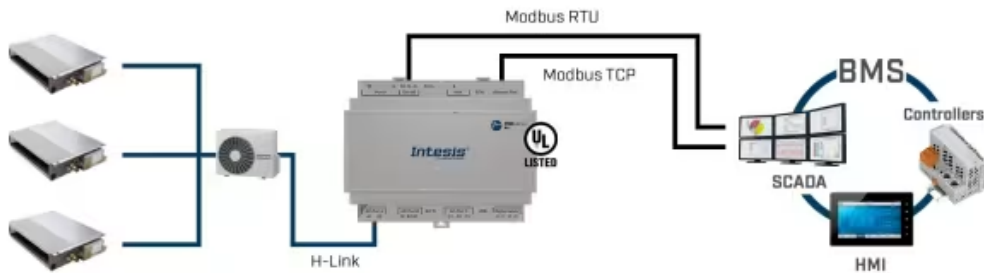 Modbus RTU
Modbus TCP
BMS
Controllers
Intesis
UL
LISTED
SCADA
HMI
H-Link